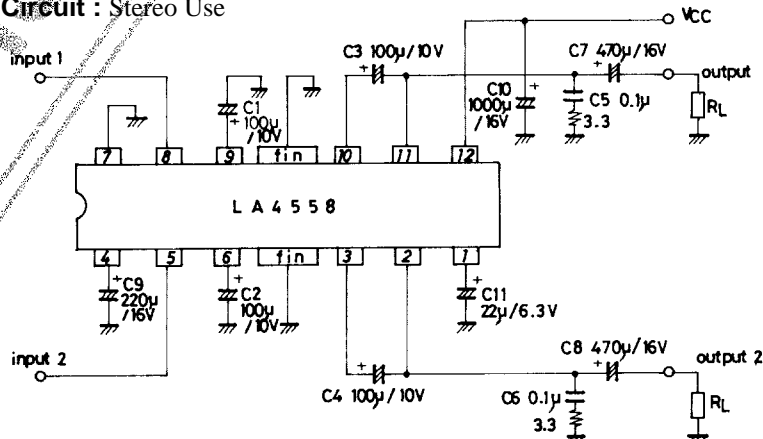 Circuit : Stereo Use
VCC
input 1
C3 100μ/10V
C7 470μ/16V
output
C1
100μ
/10V
C10
1000μ
/16V
C5 0.1μ
3.3
RL
7 8 9 fin 10 11 12
LA4558
4 5 6 fin 3 2 1
C9
220μ
/16V
C2
100μ
/10V
C11
22μ/6.3V
input 2
C8 470μ/16V
output 2
C4 100μ/10V
C6 0.1μ
3.3
RL